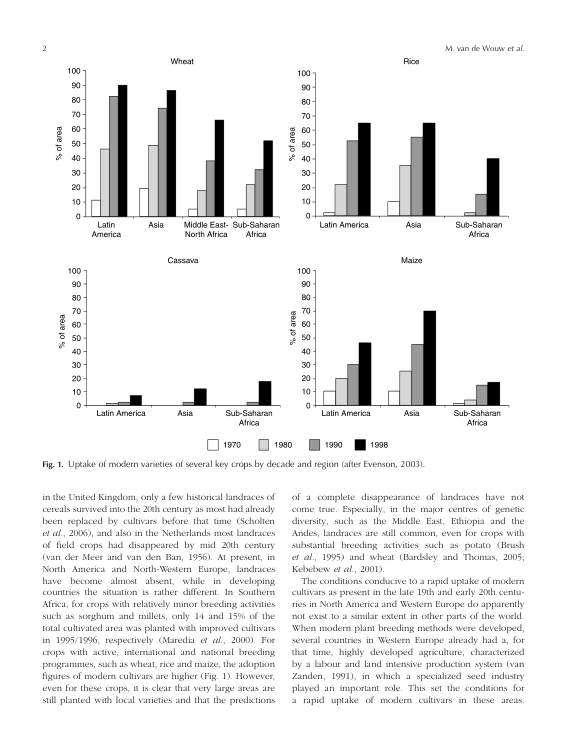 2
M. van de Wouw et al.
Wheat
100
90
80
70
60
50
40
30
20
10
0
% of area
Latin
America
Asia
Middle East-
North Africa
Sub-Saharan
Africa
Rice
100
90
80
70
60
50
40
30
20
10
0
% of area
Latin America
Asia
Sub-Saharan
Africa
Cassava
100
90
80
70
60
50
40
30
20
10
0
% of area
Latin America
Asia
Sub-Saharan
Africa
Maize
100
90
80
70
60
50
40
30
20
10
0
% of area
Latin America
Asia
Sub-Saharan
Africa
1970 1980 1990 1998
Fig. 1. Uptake of modern varieties of several key crops by decade and region (after Evenson, 2003).
in the United Kingdom, only a few historical landraces of
cereals survived into the 20th century as most had already
been replaced by cultivars before that time (Scholten
et al., 2006), and also in the Netherlands most landraces
of field crops had disappeared by mid 20th century
(van der Meer and van den Ban, 1956). At present, in
North America and North-Western Europe, landraces
have become almost absent, while in developing
countries the situation is rather different. In Southern
Africa, for crops with relatively minor breeding activities
such as sorghum and millets, only 14 and 15% of the
total cultivated area was planted with improved cultivars
in 1995/1996, respectively (Maredia et al., 2000). For
crops with active, international and national breeding
programmes, such as wheat, rice and maize, the adoption
figures of modern cultivars are higher (Fig. 1). However,
even for these crops, it is clear that very large areas are
still planted with local varieties and that the predictions
of a complete disappearance of landraces have not
come true. Especially, in the major centres of genetic
diversity, such as the Middle East, Ethiopia and the
Andes, landraces are still common, even for crops with
substantial breeding activities such as potato (Brush
et al., 1995) and wheat (Bardsley and Thomas, 2005;
Kebebew et al., 2001).
The conditions conducive to a rapid uptake of modern
cultivars as present in the late 19th and early 20th centu-
ries in North America and Western Europe do apparently
not exist to a similar extent in other parts of the world.
When modern plant breeding methods were developed,
several countries in Western Europe already had a, for
that time, highly developed agriculture, characterized
by a labour and land intensive production system (van
Zanden, 1991), in which a specialized seed industry
played an important role. This set the conditions for
a rapid uptake of modern cultivars in these areas.